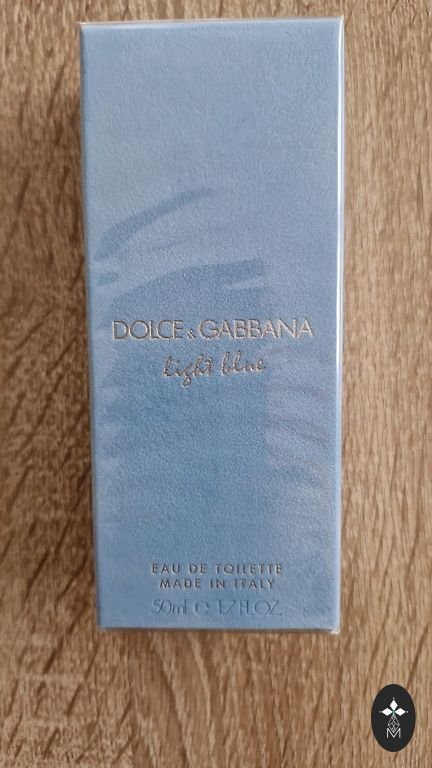 DOLCE & GABBANA
light blue
EAU DE TOILETTE
MADE IN ITALY
50ml e 1.7 FL.OZ.
M